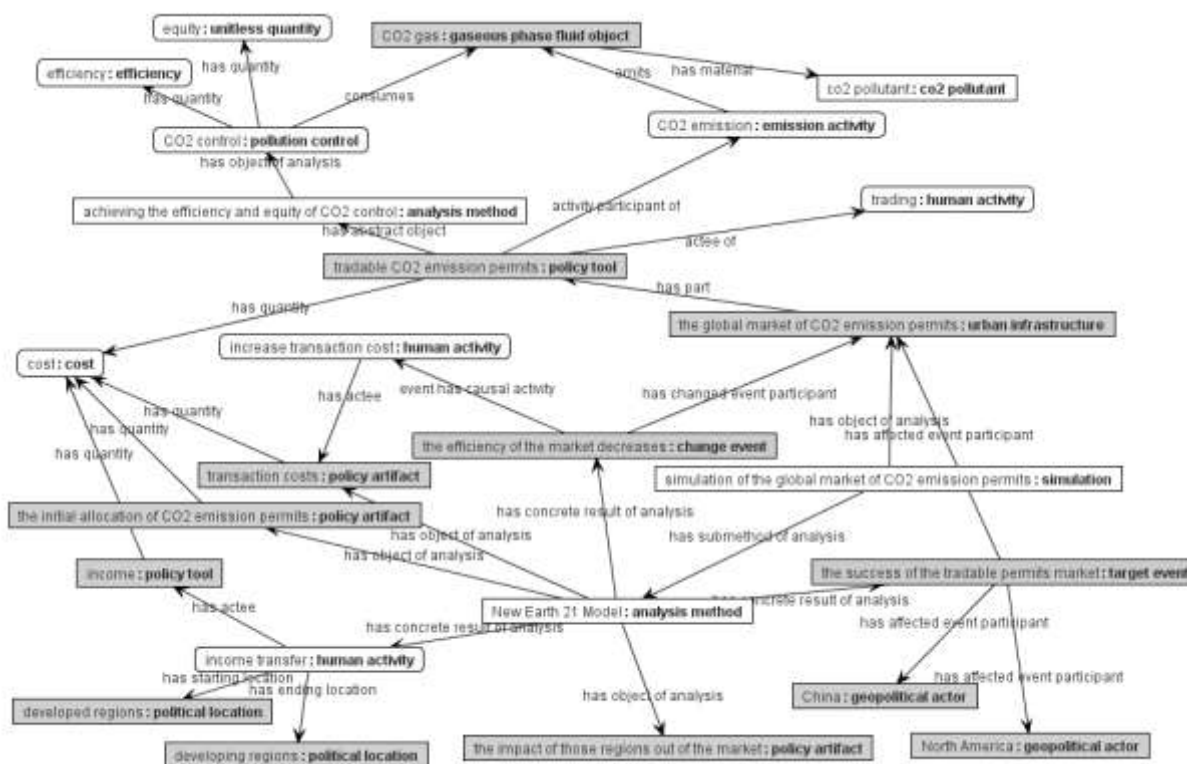 equity : unitless quantity
CO2 gas : gaseous phase fluid object
has quantity
efficiency : efficiency
has material
emits
has quantity
consumes
co2 pollutant : co2 pollutant
CO2 emission : emission activity
CO2 control : pollution control
has object of analysis
trading : human activity
achieving the efficiency and equity of CO2 control : analysis method
activity participant of
has abstract object
actee of
tradable CO2 emission permits : policy tool
has part
has quantity
the global market of CO2 emission permits : urban infrastructure
increase transaction cost : human activity
cost : cost
event has causal activity
has changed event participant
has actee
has quantity
has object of analysis
has quantity
has affected event participant
the efficiency of the market decreases : change event
has quantity
transaction costs : policy artifact
simulation of the global market of CO2 emission permits : simulation
the initial allocation of CO2 emission permits : policy artifact
has concrete result of analysis
has object of analysis
has submethod of analysis
has object of analysis
income : policy tool
the success of the tradable permits market : target event
has actee
New Earth 21 Model : analysis method
has concrete result of analysis
has concrete result of analysis
has affected event participant
income transfer : human activity
has starting location
has ending location
has affected event participant
has object of analysis
China : geopolitical actor
developed regions : political location
developing regions : political location
the impact of those regions out of the market : policy artifact
North America : geopolitical actor